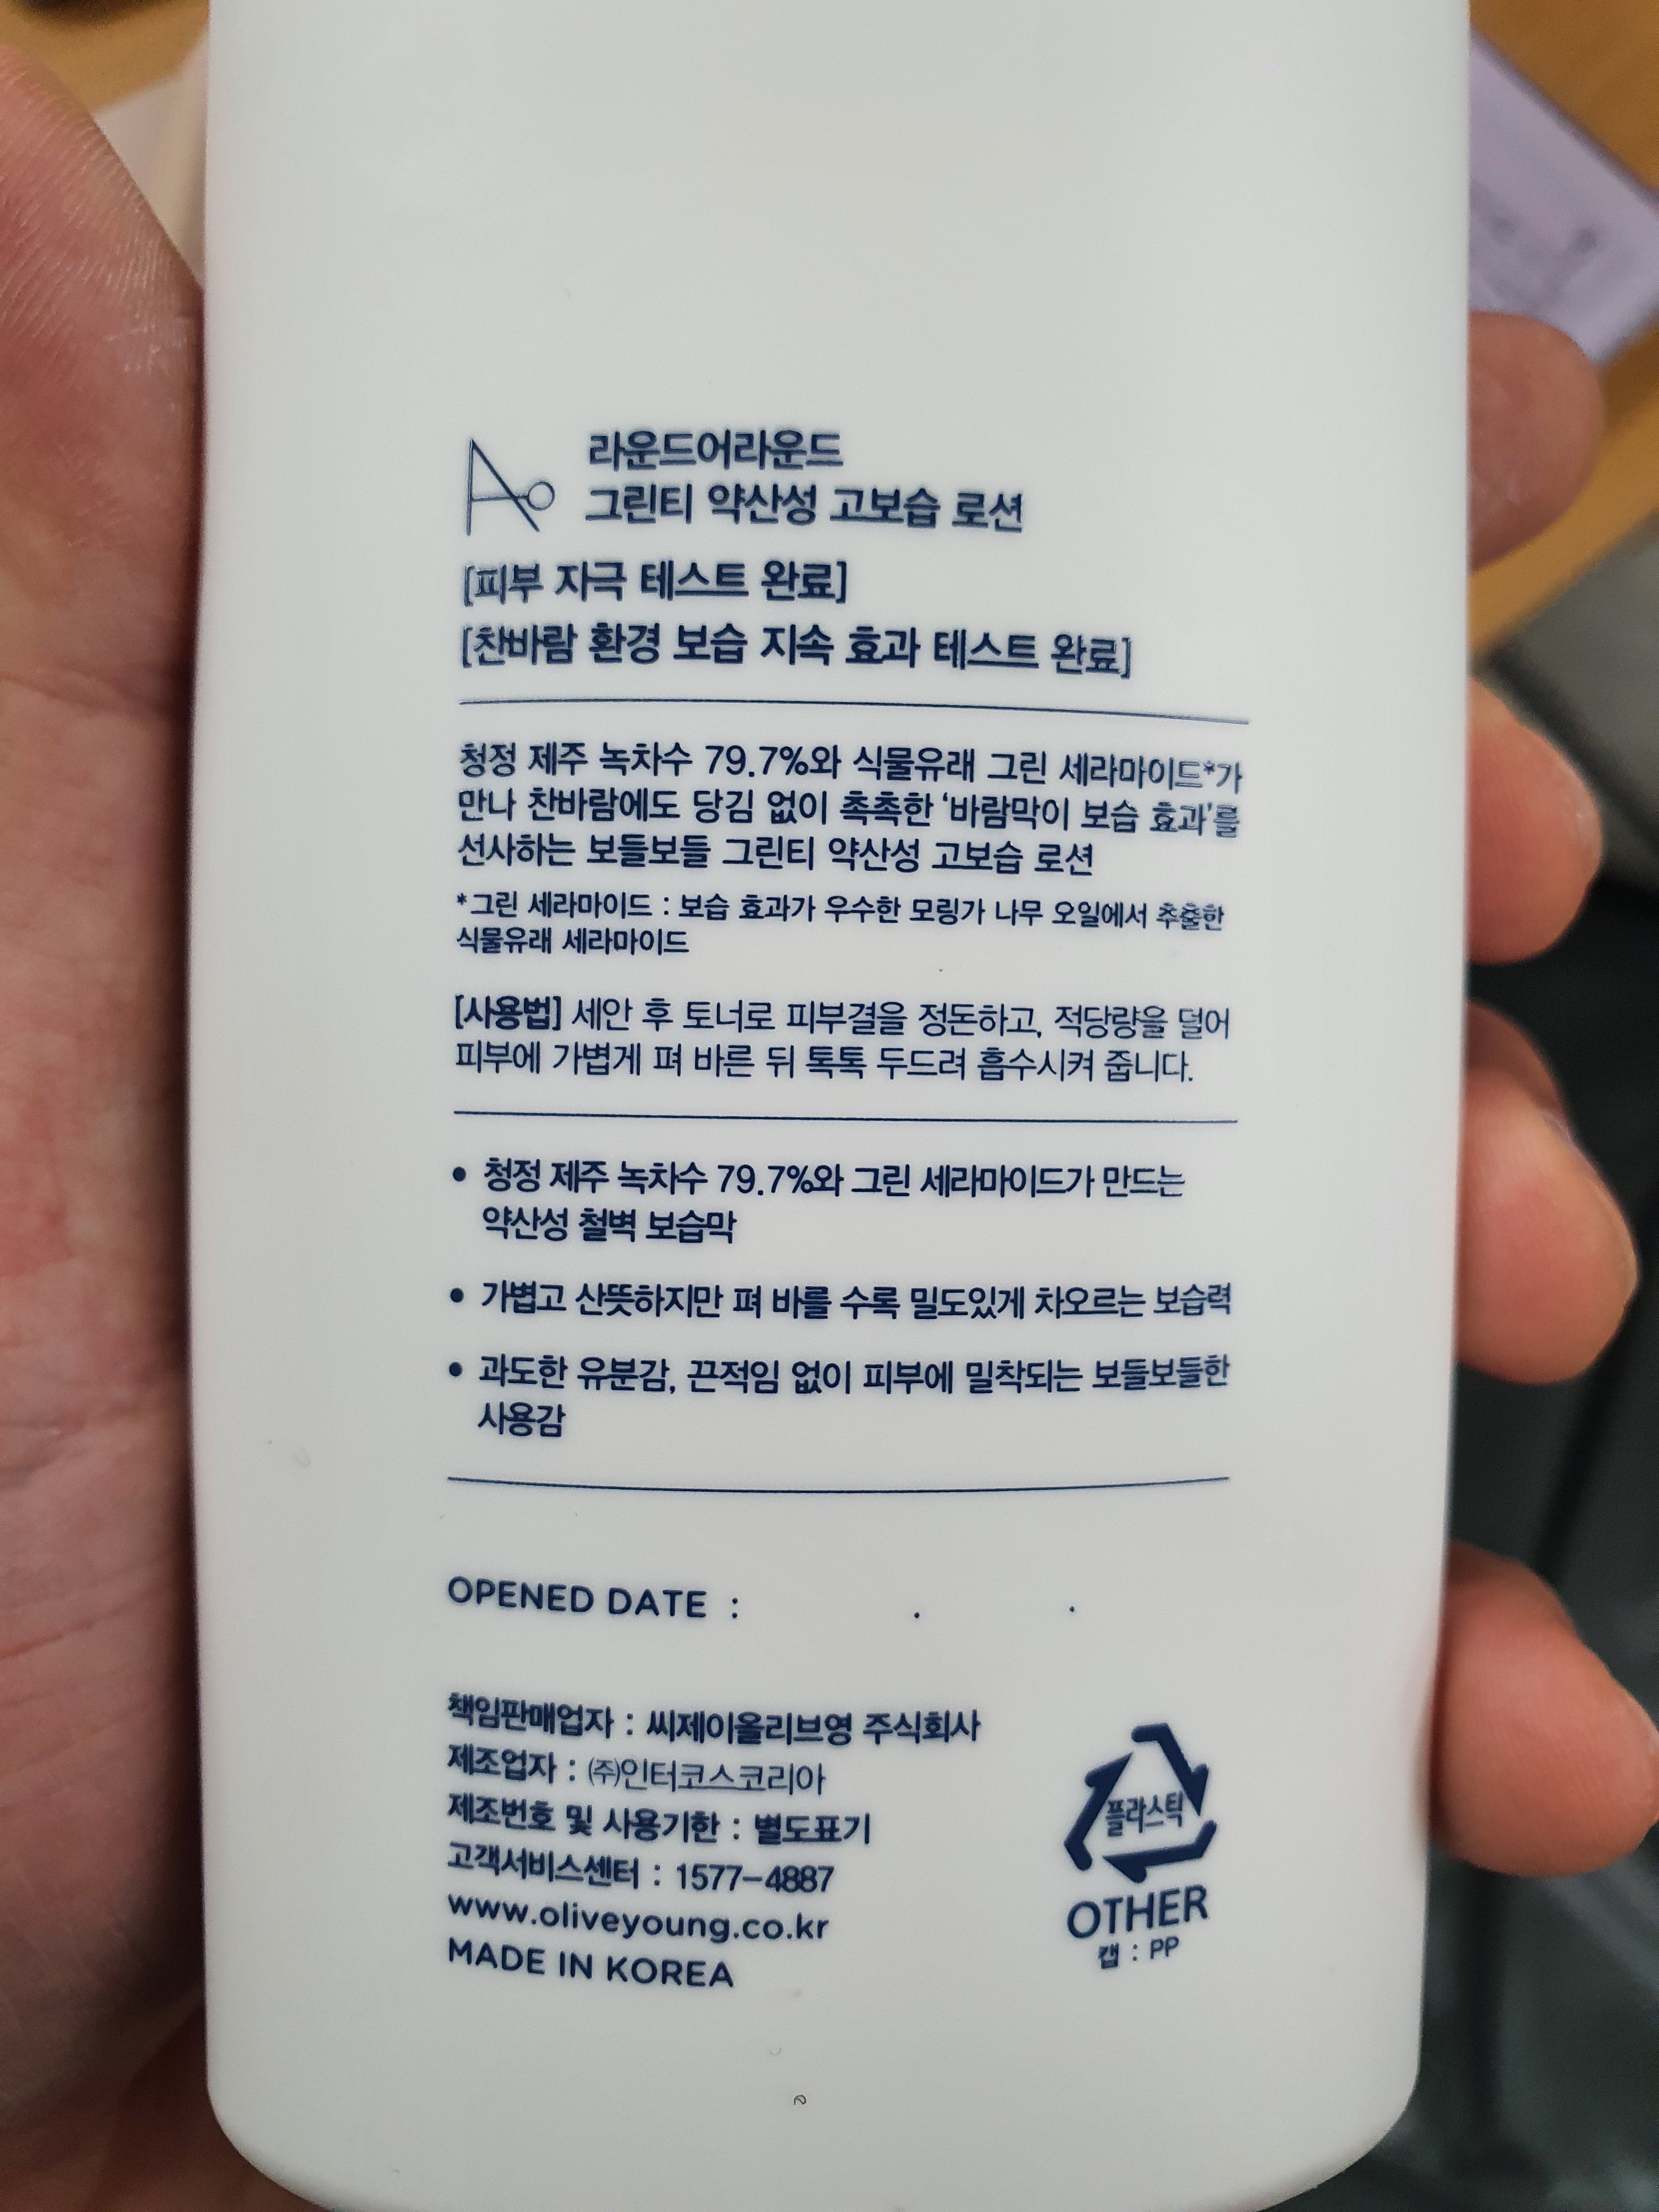 라운드어라운드
그린티 약산성 고보습 로션
[피부 자극 테스트 완료]
[찬바람 환경 보습 지속 효과 테스트 완료]
청정 제주 녹차수 79.7%와 식물유래 그린 세라마이드*가
만나 찬바람에도 당김 없이 촉촉한 ‘바람막이 보습 효과’를
선사하는 보들보들 그린티 약산성 고보습 로션
*그린 세라마이드 : 보습 효과가 우수한 모링가 나무 오일에서 추출한
식물유래 세라마이드
[사용법] 세안 후 토너로 피부결을 정돈하고, 적당량을 덜어
피부에 가볍게 펴 바른 뒤 톡톡 두드려 흡수시켜 줍니다.
• 청정 제주 녹차수 79.7%와 그린 세라마이드가 만드는
약산성 철벽 보습막
• 가볍고 산뜻하지만 펴 바를 수록 밀도있게 차오르는 보습력
• 과도한 유분감, 끈적임 없이 피부에 밀착되는 보들보들한
사용감
OPENED DATE : . .
책임판매업자 : 씨제이올리브영 주식회사
제조업자 : ㈜인터코스코리아
제조번호 및 사용기한 : 별도표기
고객서비스센터 : 1577-4887
www.oliveyoung.co.kr
MADE IN KOREA
플라스틱
OTHER
캡 : PP